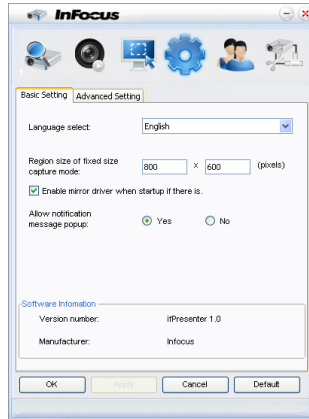 InFocus
Basic Setting Advanced Setting
Language select: English
Region size of fixed size capture mode: 800 x 600 (pixels)
Enable mirror driver when startup if there is.
Allow notification message popup: Yes No
Software Infomation
Version number: ifPresenter 1.0
Manufacturer: Infocus
OK Apply Cancel Default